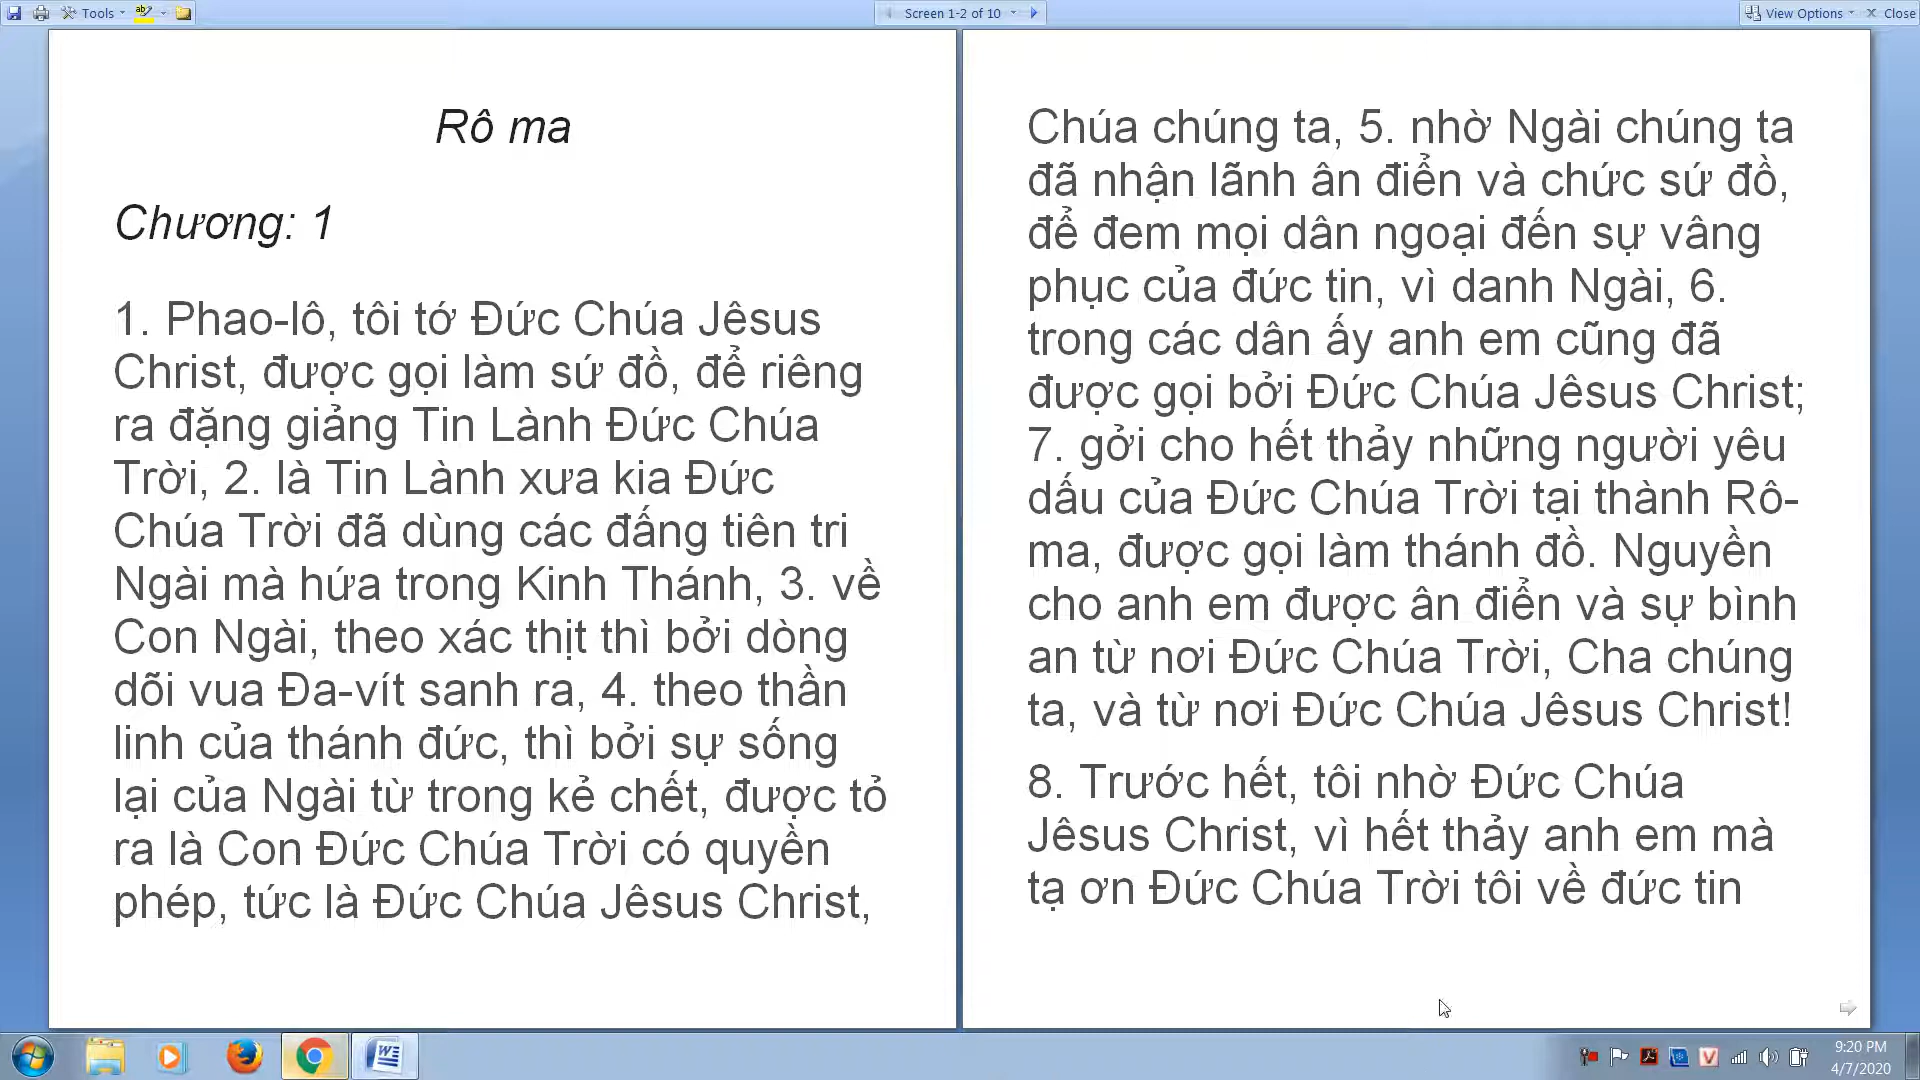 Tools
Screen 1-2 of 10
View Options
Close
Rô ma
Chương: 1
1. Phao-lô, tôi tớ Đức Chúa Jêsus
Christ, được gọi làm sứ đồ, để riêng
ra đặng giảng Tin Lành Đức Chúa
Trời, 2. là Tin Lành xưa kia Đức
Chúa Trời đã dùng các đấng tiên tri
Ngài mà hứa trong Kinh Thánh, 3. về
Con Ngài, theo xác thịt thì bởi dòng
dõi vua Đa-vít sanh ra, 4. theo thần
linh của thánh đức, thì bởi sự sống
lại của Ngài từ trong kẻ chết, được tỏ
ra là Con Đức Chúa Trời có quyền
phép, tức là Đức Chúa Jêsus Christ,
Chúa chúng ta, 5. nhờ Ngài chúng ta
đã nhận lãnh ân điển và chức sứ đồ,
để đem mọi dân ngoại đến sự vâng
phục của đức tin, vì danh Ngài, 6.
trong các dân ấy anh em cũng đã
được gọi bởi Đức Chúa Jêsus Christ;
7. gởi cho hết thảy những người yêu
dấu của Đức Chúa Trời tại thành Rô-
ma, được gọi làm thánh đồ. Nguyền
cho anh em được ân điển và sự bình
an từ nơi Đức Chúa Trời, Cha chúng
ta, và từ nơi Đức Chúa Jêsus Christ!
8. Trước hết, tôi nhờ Đức Chúa
Jêsus Christ, vì hết thảy anh em mà
tạ ơn Đức Chúa Trời tôi về đức tin
9:20 PM
4/7/2020